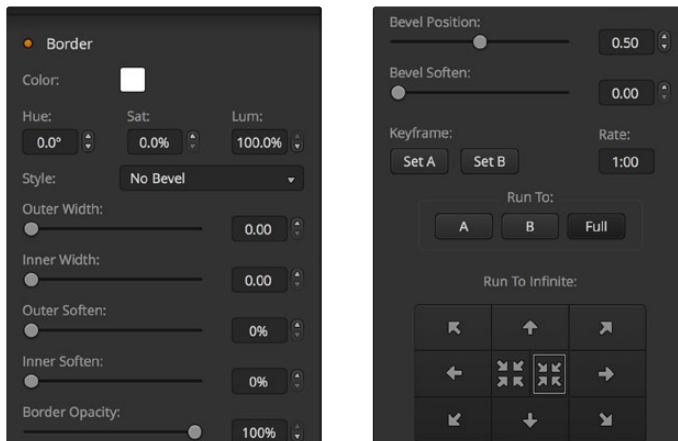 Border
Color:
Hue: Sat: Lum:
0.0° 0.0% 100.0%
Style: No Bevel
Outer Width:
0.00
Inner Width:
0.00
Outer Soften:
0%
Inner Soften:
0%
Border Opacity:
100%
Bevel Position:
0.50
Bevel Soften:
0.00
Keyframe: Rate:
Set A Set B 1:00
Run To:
A B Full
Run To Infinite: